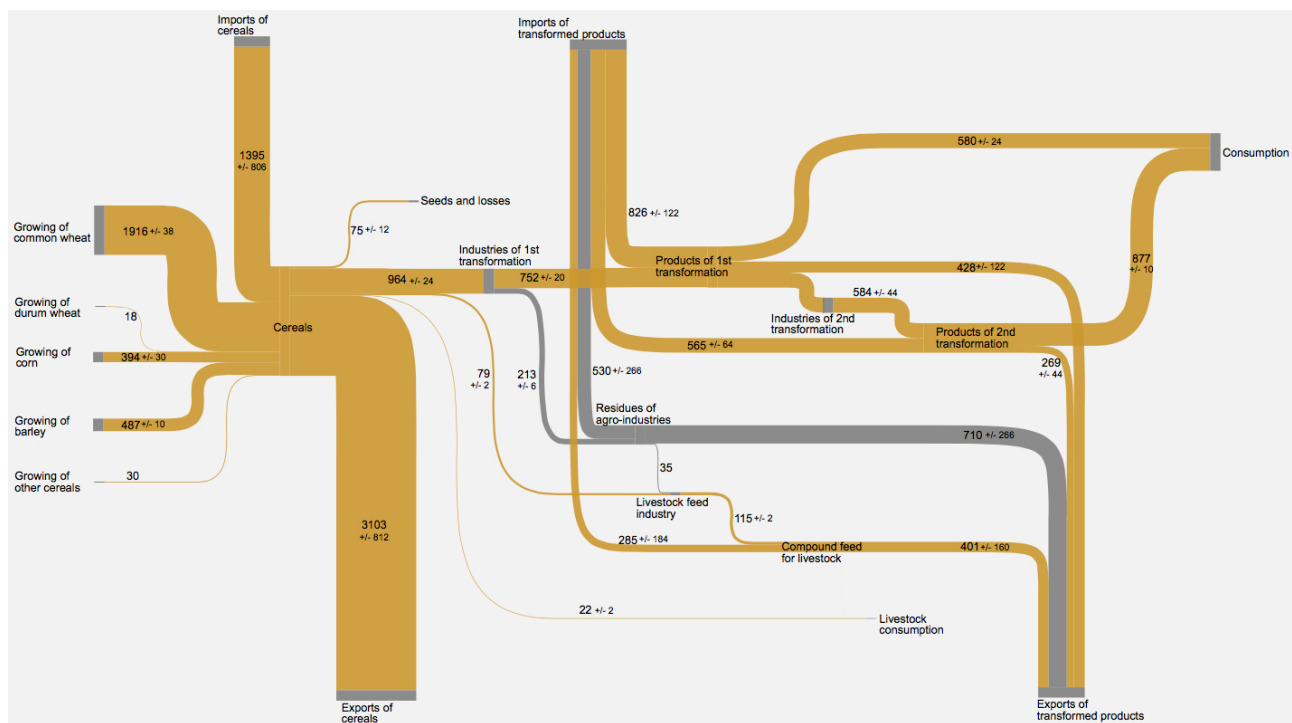 Imports of
cereals
Imports of
transformed products
1395
+/- 806
580 +/- 24
Consumption
Seeds and losses
826 +/- 122
Growing of
common wheat
1916 +/- 38
75 +/- 12
Industries of 1st
transformation
Products of 1st
transformation
877
+/- 10
964 +/- 24
752 +/- 20
428 +/- 122
584 +/- 44
Growing of
durum wheat
18
Cereals
Industries of 2nd
transformation
Products of 2nd
transformation
Growing of
corn
394 +/- 30
565 +/- 64
269
+/- 44
79
+/- 2
213
+/- 6
530 +/- 266
Residues of
agro-industries
Growing of
barley
487 +/- 10
710 +/- 266
Growing of
other cereals
30
35
Livestock feed
industry
115 +/- 2
3103
+/- 812
285 +/- 184
Compound feed
for livestock
401 +/- 160
22 +/- 2
Livestock
consumption
Exports of
cereals
Exports of
transformed products